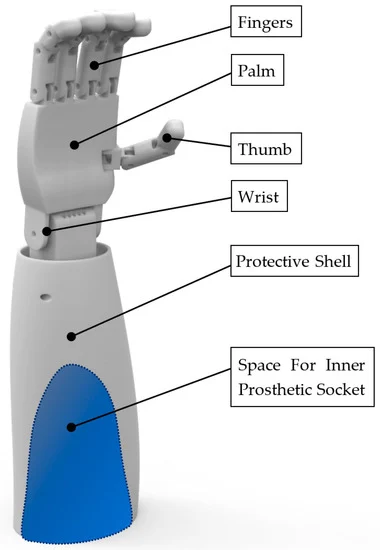 Fingers
Palm
Thumb
Wrist
Protective Shell
Space For Inner
Prosthetic Socket